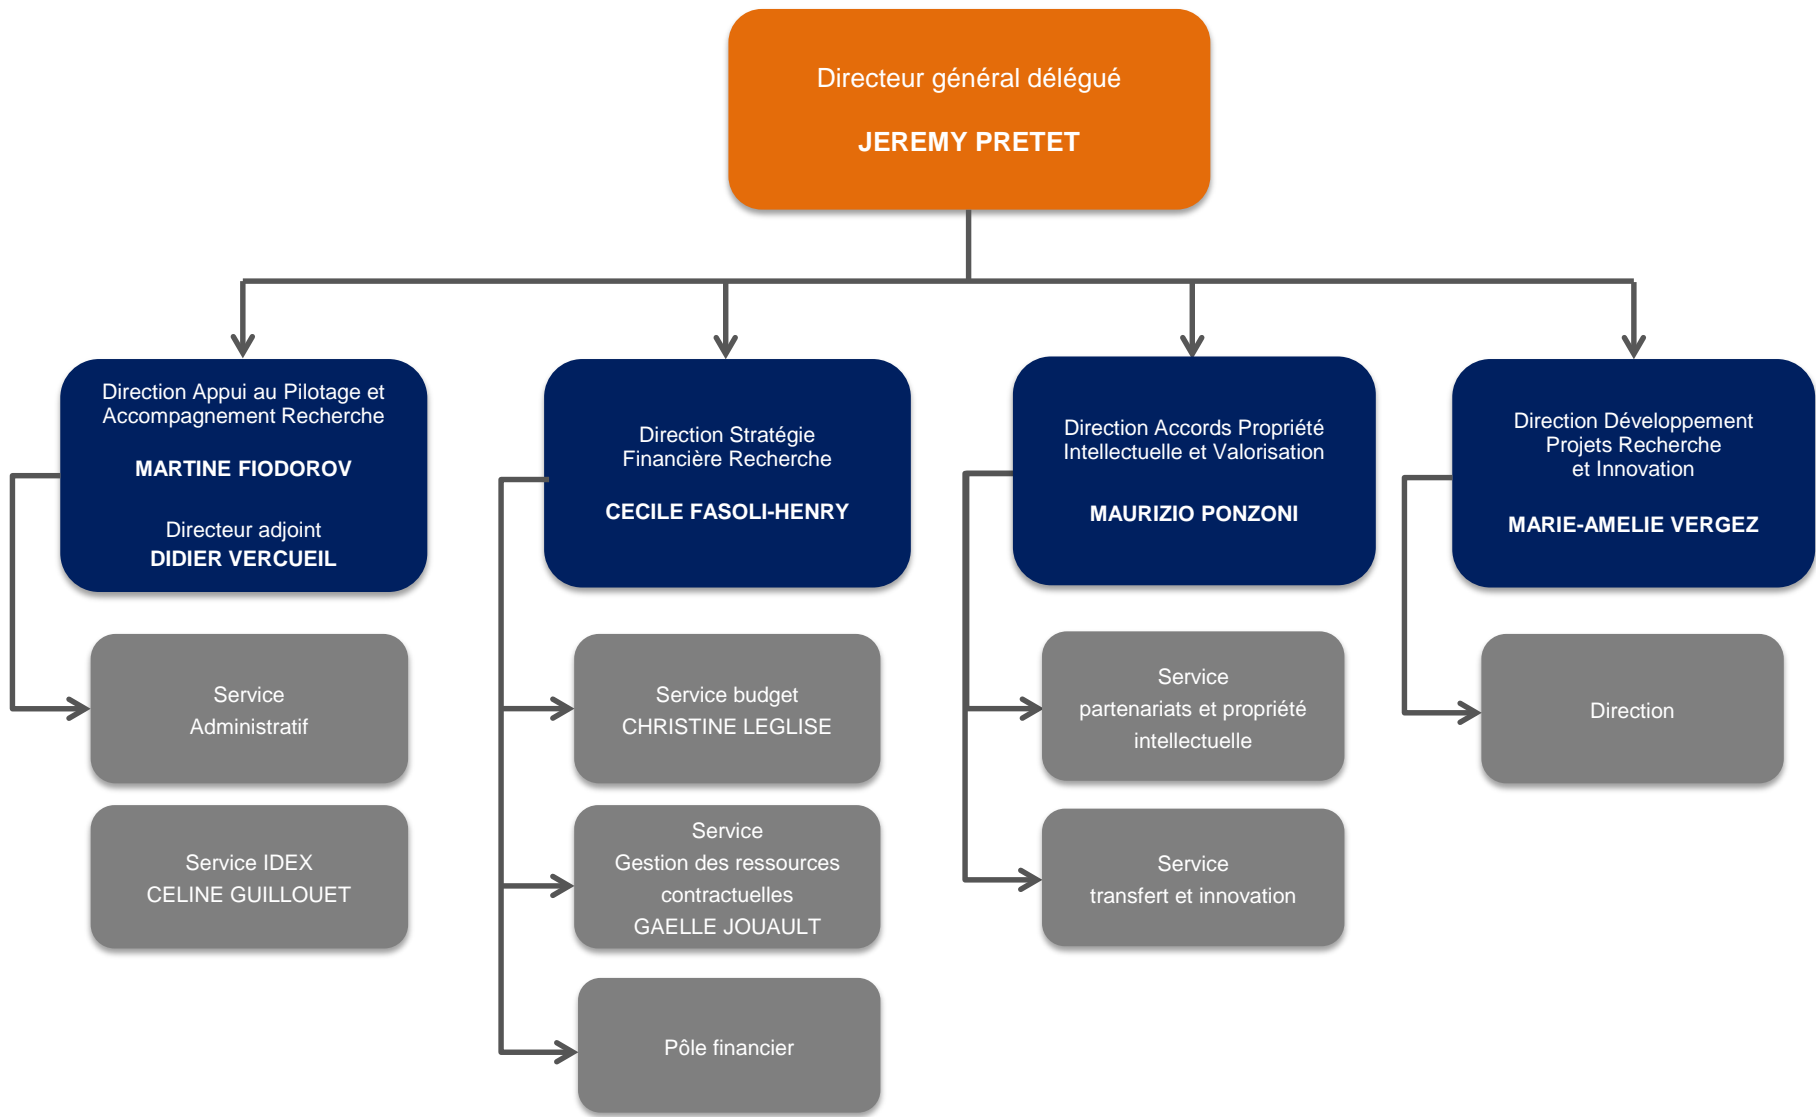 Directeur général délégué
JEREMY PRETET
Direction Appui au Pilotage et
Accompagnement Recherche
MARTINE FIODOROV
Directeur adjoint
DIDIER VERCUEIL
Direction Stratégie
Financière Recherche
CECILE FASOLI-HENRY
Direction Accords Propriété
Intellectuelle et Valorisation
MAURIZIO PONZONI
Direction Développement
Projets Recherche
et Innovation
MARIE-AMELIE VERGEZ
Service
Administratif
Service IDEX
CELINE GUILLOUET
Service budget
CHRISTINE LEGLISE
Service
Gestion des ressources
contractuelles
GAELLE JOUAULT
Pôle financier
Service
partenariats et propriété
intellectuelle
Service
transfert et innovation
Direction